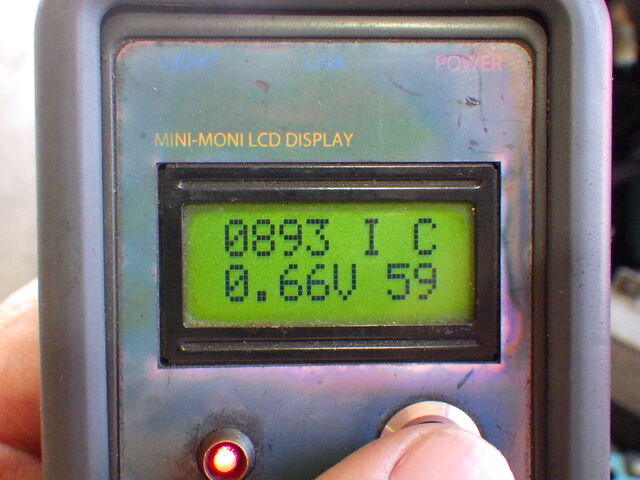 LIGHT LINK POWER
MINI-MONI LCD DISPLAY
0893 I C
0.66V 59